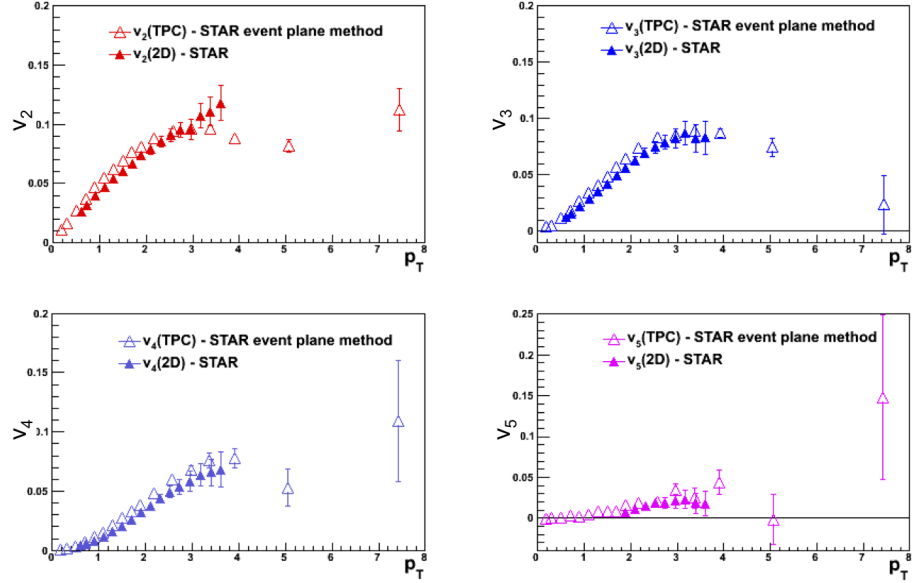 0.2
v2(TPC) - STAR event plane method
v2(2D) - STAR
0.15
v2
0.1
0.05
0
0 1 2 3 4 5 6 7 8
pT
0.2
v3(TPC) - STAR event plane method
v3(2D) - STAR
0.15
v3
0.1
0.05
0
0 1 2 3 4 5 6 7 8
pT
0.2
v4(TPC) - STAR event plane method
v4(2D) - STAR
0.15
v4
0.1
0.05
0
0 1 2 3 4 5 6 7 8
pT
0.25
v5(TPC) - STAR event plane method
v5(2D) - STAR
0.2
0.15
v5
0.1
0.05
0
0 1 2 3 4 5 6 7 8
pT